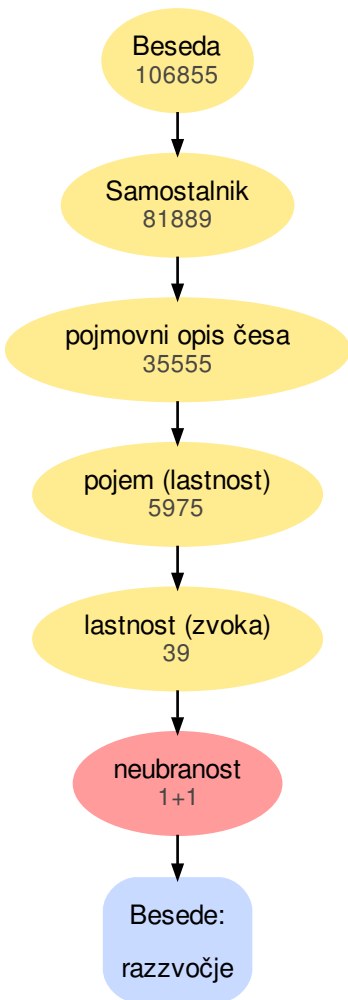 Beseda
106855
Samostalnik
81889
pojmovni opis česa
35555
pojem (lastnost)
5975
lastnost (zvoka)
39
neubranost
1+1
Besede:
razzvočje